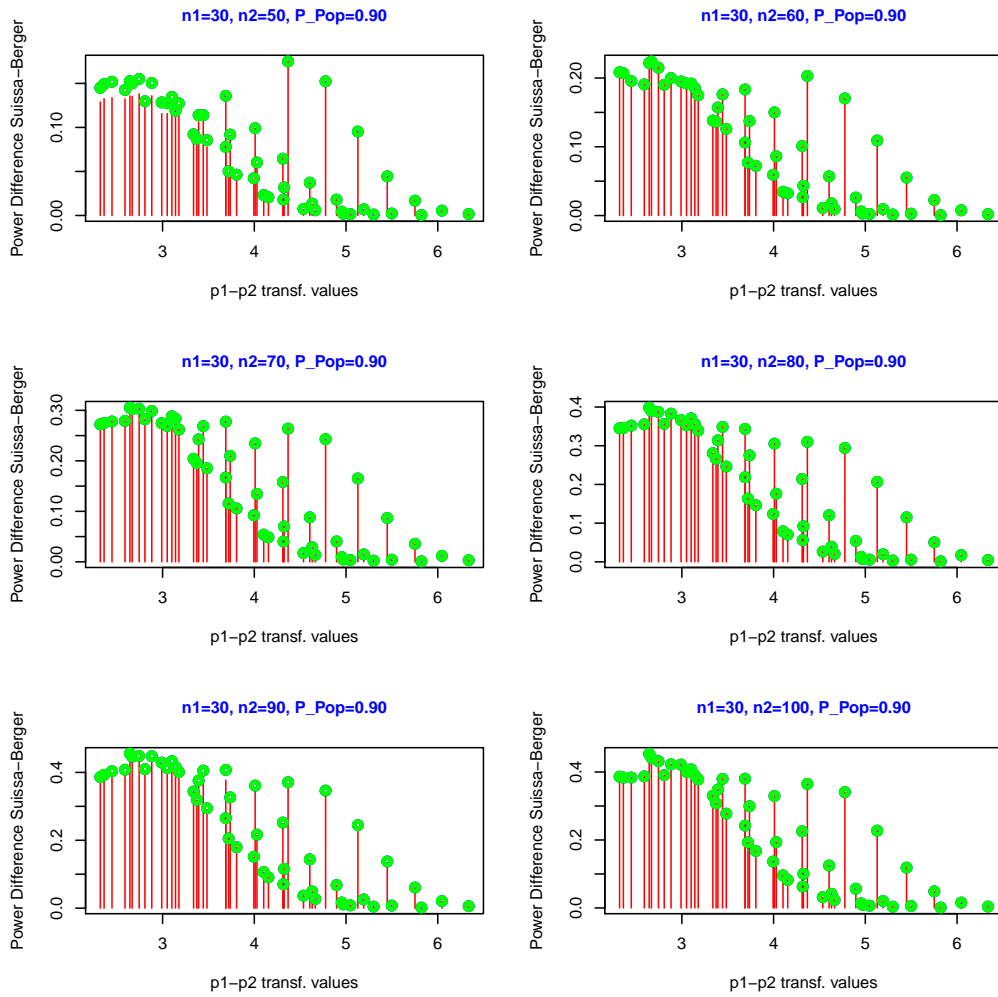 n1=30, n2=50, P_Pop=0.90
Power Difference Suissa−Berger
0.00
0.10
3
4
5
6
p1−p2 transf. values
n1=30, n2=60, P_Pop=0.90
Power Difference Suissa−Berger
0.00
0.10
0.20
3
4
5
6
p1−p2 transf. values
n1=30, n2=70, P_Pop=0.90
Power Difference Suissa−Berger
0.00
0.10
0.20
0.30
3
4
5
6
p1−p2 transf. values
n1=30, n2=80, P_Pop=0.90
Power Difference Suissa−Berger
0.0
0.1
0.2
0.3
0.4
3
4
5
6
p1−p2 transf. values
n1=30, n2=90, P_Pop=0.90
Power Difference Suissa−Berger
0.0
0.2
0.4
3
4
5
6
p1−p2 transf. values
n1=30, n2=100, P_Pop=0.90
Power Difference Suissa−Berger
0.0
0.2
0.4
3
4
5
6
p1−p2 transf. values